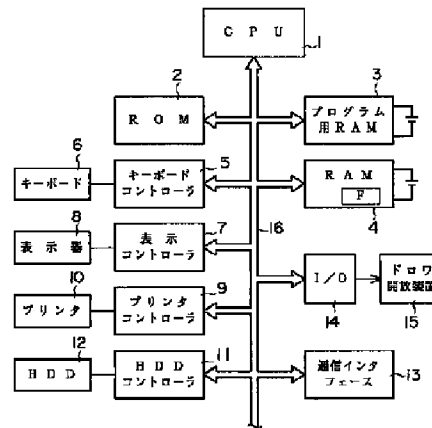 CPU
1
2
ROM
3
プログラム
用RAM
6
キーボード
5
キーボード
コントローラ
RAM
F
4
8
表示器
7
表示
コントローラ
16
10
プリンタ
9
プリンタ
コントローラ
I/O
14
ドロワ
開放装置
15
12
HDD
11
HDD
コントローラ
通信インタ
フェース
13